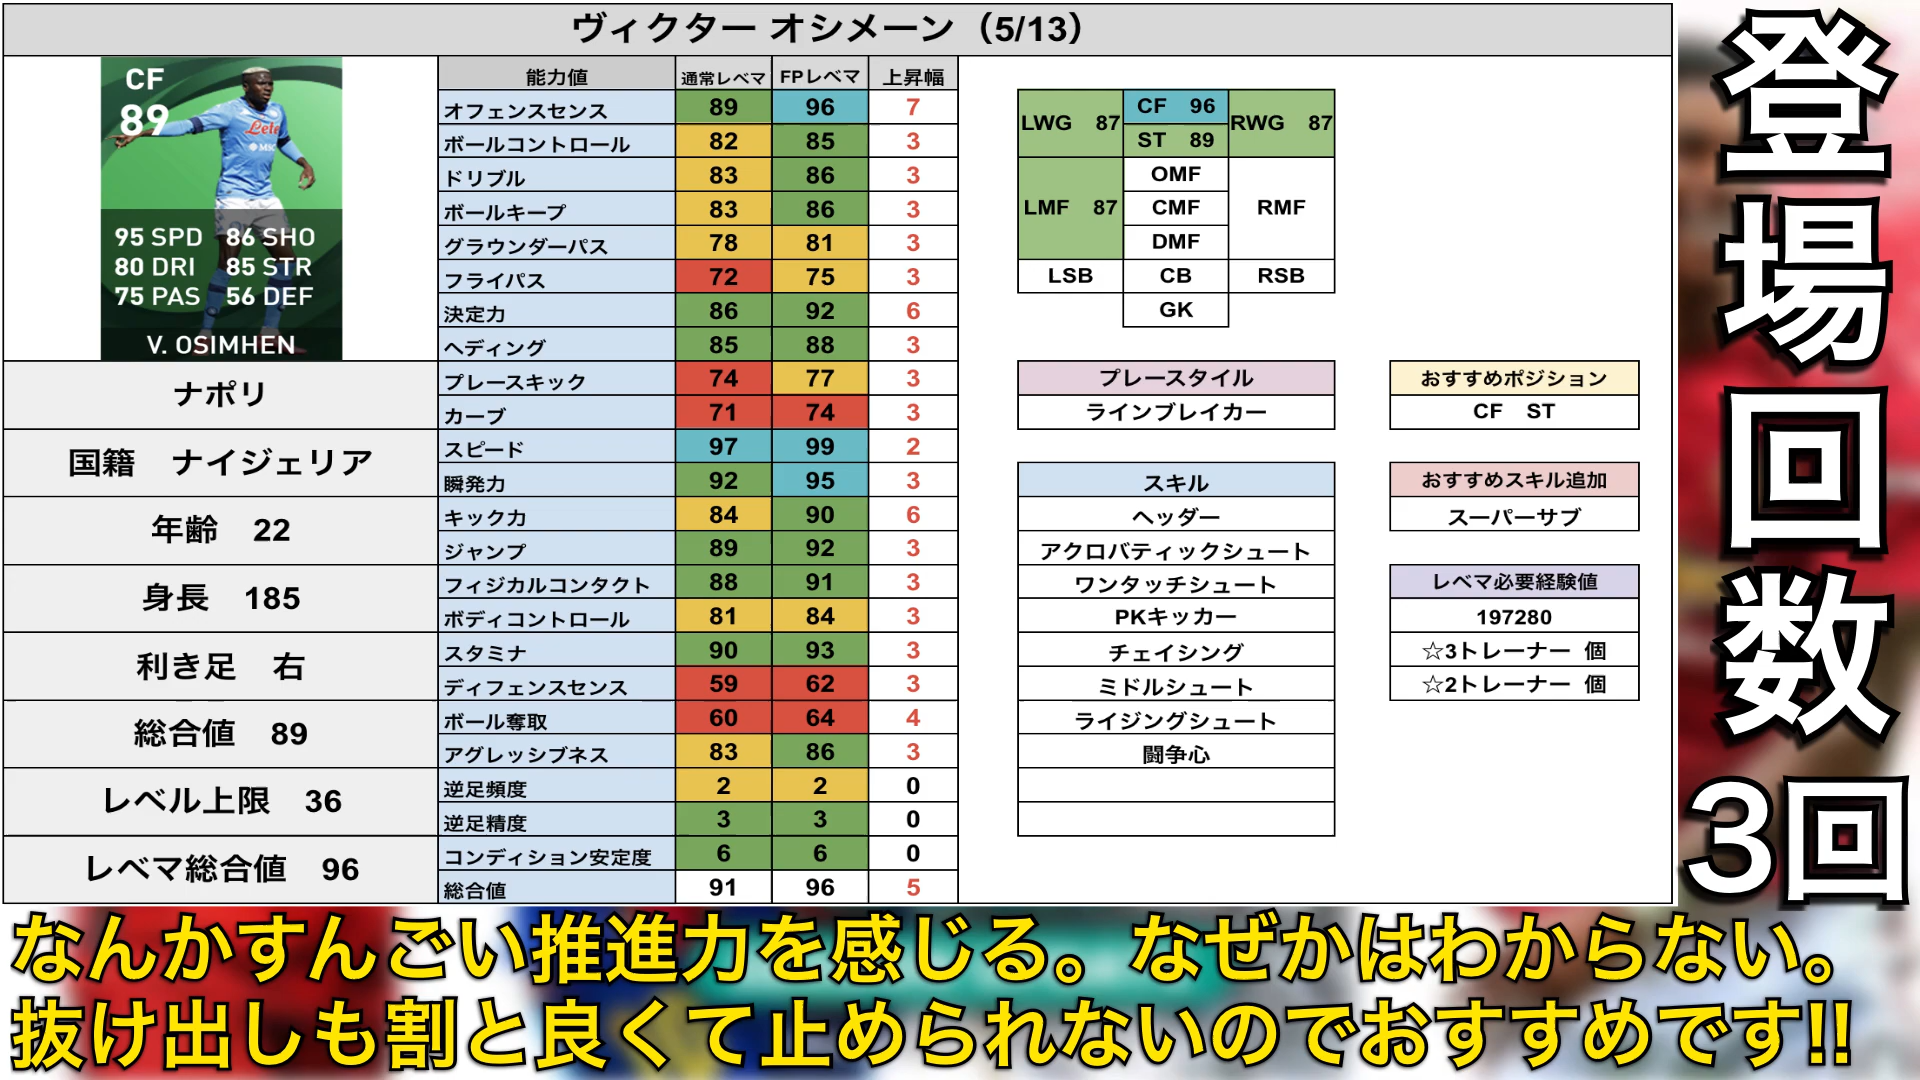 ヴィクター オシメーン（5/13）
CF
89
Lete
MSC
95 SPD 86 SHO
80 DRI 85 STR
75 PAS 56 DEF
V. OSIMHEN
ナポリ
国籍 ナイジェリア
年齢 22
身長 185
利き足 右
総合値 89
レベル上限 36
レベマ総合値 96
能力値 通常レベマ FPレベマ 上昇幅
オフェンスセンス 89 96 7
ボールコントロール 82 85 3
ドリブル 83 86 3
ボールキープ 83 86 3
グラウンダーパス 78 81 3
フライパス 72 75 3
決定力 86 92 6
ヘディング 85 88 3
プレースキック 74 77 3
カーブ 71 74 3
スピード 97 99 2
瞬発力 92 95 3
キック力 84 90 6
ジャンプ 89 92 3
フィジカルコンタクト 88 91 3
ボディコントロール 81 84 3
スタミナ 90 93 3
ディフェンスセンス 59 62 3
ボール奪取 60 64 4
アグレッシブネス 83 86 3
逆足頻度 2 2 0
逆足精度 3 3 0
コンディション安定度 6 6 0
総合値 91 96 5
LWG 87 CF 96 RWG 87
ST 89
LMF 87 OMF RMF
CMF
DMF
LSB CB RSB
GK
プレースタイル
ラインブレイカー
スキル
ヘッダー
アクロバティックシュート
ワンタッチシュート
PKキッカー
チェイシング
ミドルシュート
ライジングシュート
闘争心
おすすめポジション
CF ST
おすすめスキル追加
スーパーサブ
レベマ必要経験値
197280
☆3トレーナー 個
☆2トレーナー 個
登場回数3回
なんかすんごい推進力を感じる。なぜかはわからない。
抜け出しも割と良くて止められないのでおすすめです!!